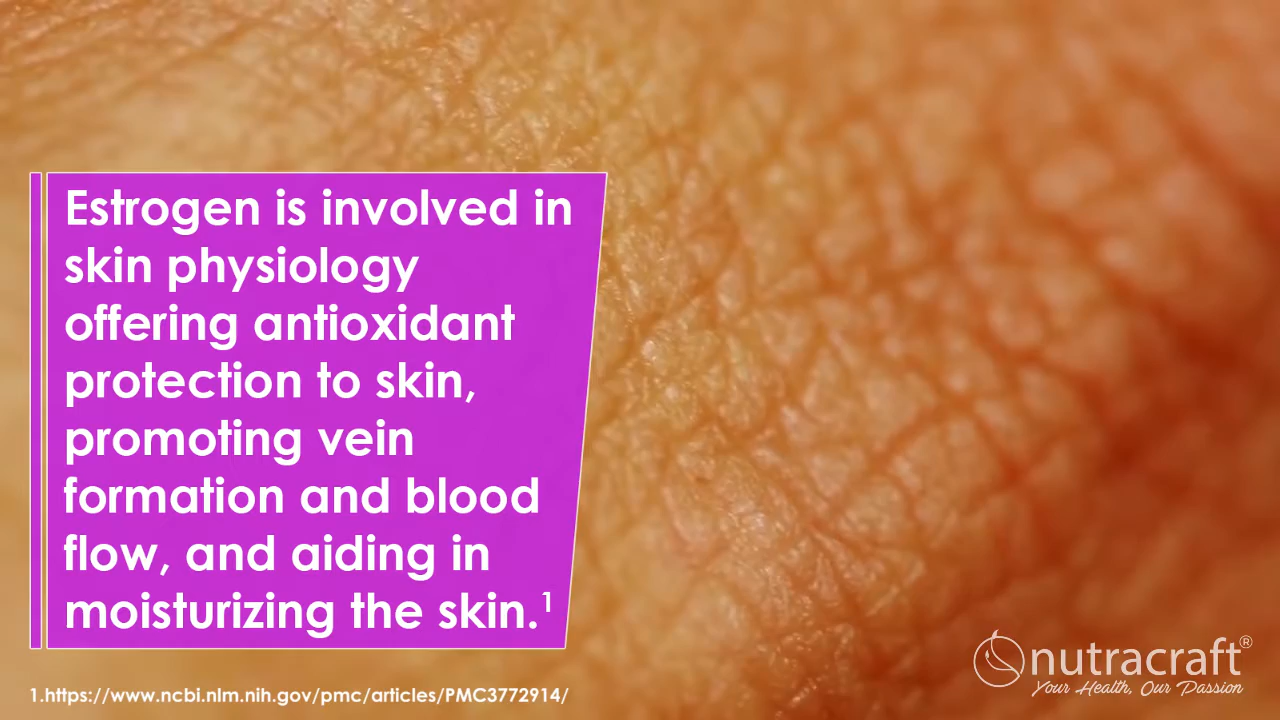 Estrogen is involved in
skin physiology
offering antioxidant
protection to skin,
promoting vein
formation and blood
flow, and aiding in
moisturizing the skin.¹
nutracraft®
Your Health, Our Passion
1.https://www.ncbi.nlm.nih.gov/pmc/articles/PMC3772914/